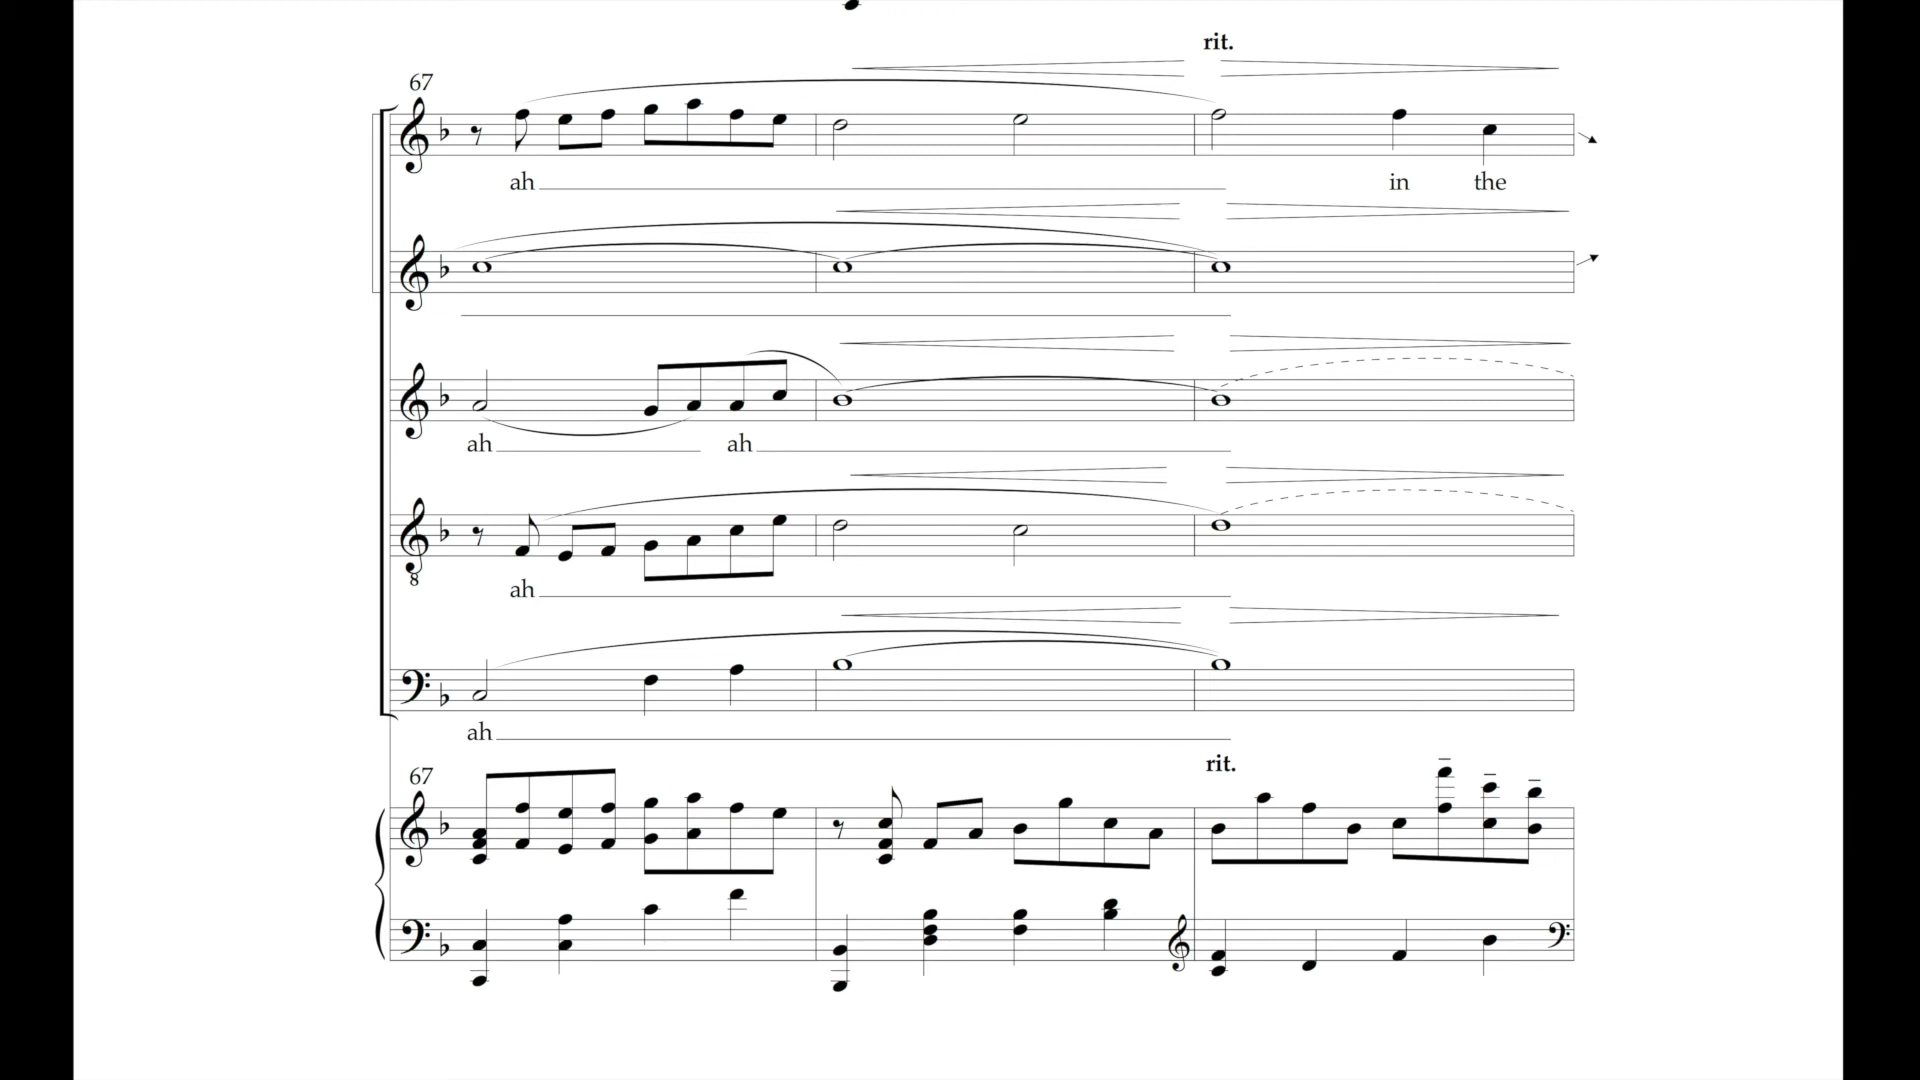 rit.
67
ah in the
ah ah
8
ah
ah
67 rit.